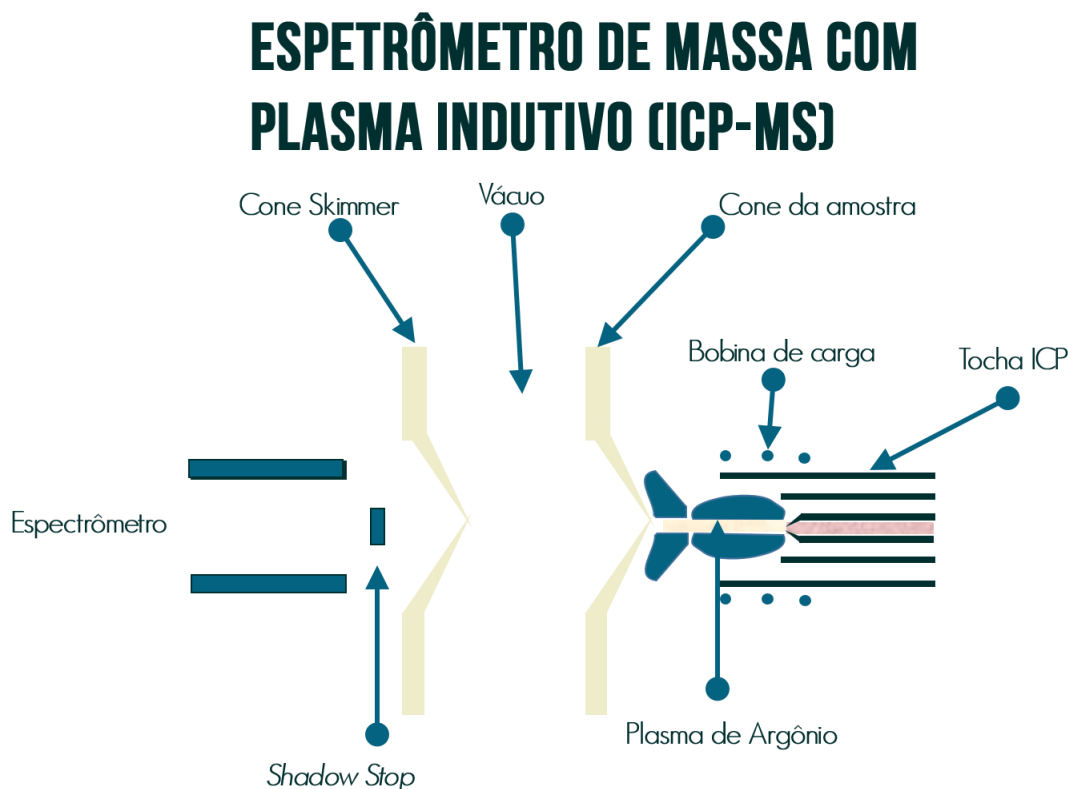 ESPETRÔMETRO DE MASSA COM
PLASMA INDUTIVO (ICP-MS)
Cone Skimmer
Vácuo
Cone da amostra
Bobina de carga
Tocha ICP
Espectrômetro
Plasma de Argônio
Shadow Stop